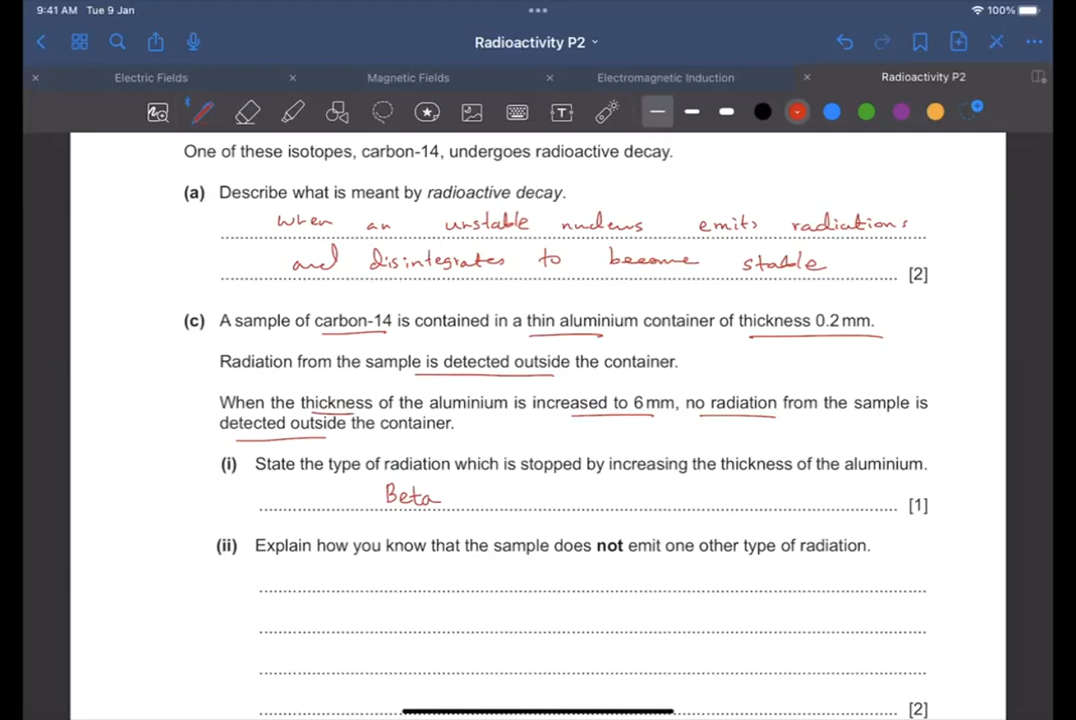 9:41 AM Tue 9 Jan
100%
Radioactivity P2
Electric Fields
Magnetic Fields
Electromagnetic Induction
Radioactivity P2
One of these isotopes, carbon-14, undergoes radioactive decay.
(a) Describe what is meant by radioactive decay.
when an unstable nucleus emits radiations
and disintegrates to become stable
[2]
(c) A sample of carbon-14 is contained in a thin aluminium container of thickness 0.2 mm.
Radiation from the sample is detected outside the container.
When the thickness of the aluminium is increased to 6 mm, no radiation from the sample is
detected outside the container.
(i) State the type of radiation which is stopped by increasing the thickness of the aluminium.
Beta
[1]
(ii) Explain how you know that the sample does not emit one other type of radiation.
[2]